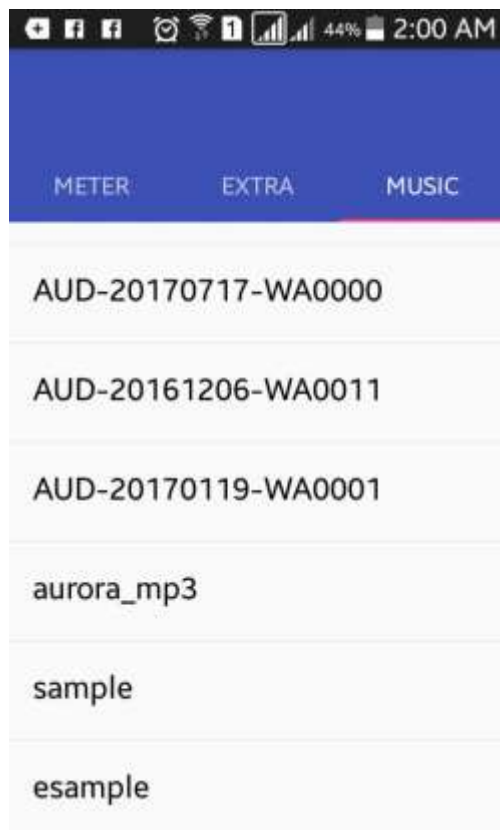 1 44% 2:00 AM
METER EXTRA MUSIC
AUD-20170717-WA0000
AUD-20161206-WA0011
AUD-20170119-WA0001
aurora_mp3
sample
esample